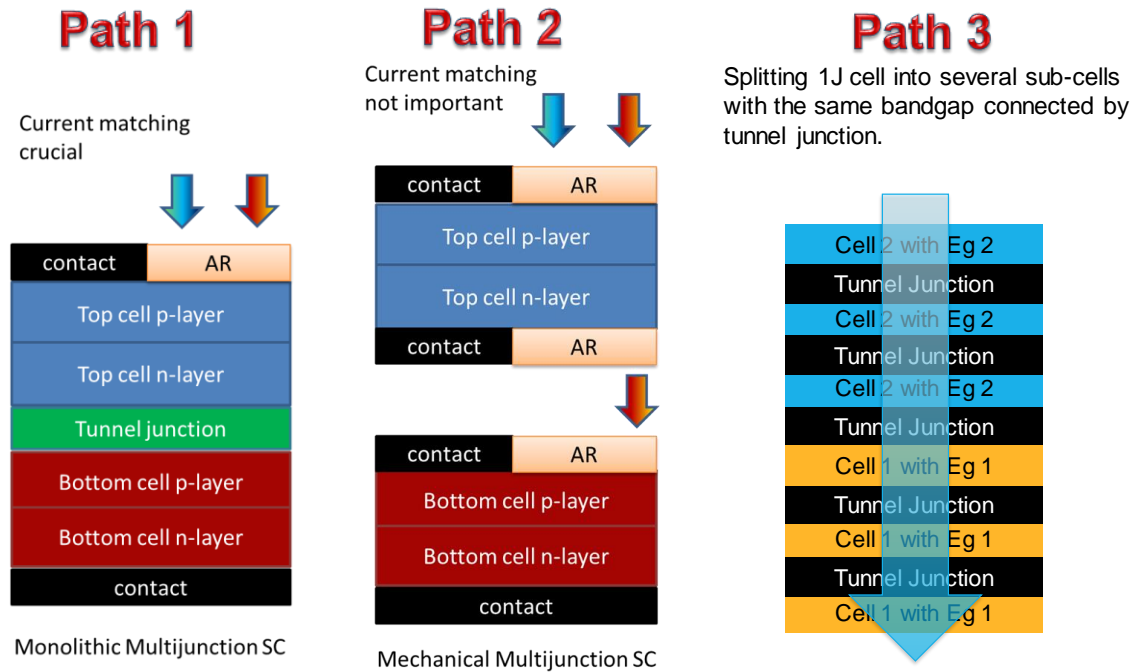 Path 1
Current matching
crucial
contact
AR
Top cell p-layer
Top cell n-layer
Tunnel junction
Bottom cell p-layer
Bottom cell n-layer
contact
Monolithic Multijunction SC
Path 2
Current matching
not important
contact
AR
Top cell p-layer
Top cell n-layer
contact
AR
contact
AR
Bottom cell p-layer
Bottom cell n-layer
contact
Mechanical Multijunction SC
Path 3
Splitting 1J cell into several sub-cells
with the same bandgap connected by
tunnel junction.
Cell 2 with Eg 2
Tunnel Junction
Cell 2 with Eg 2
Tunnel Junction
Cell 2 with Eg 2
Tunnel Junction
Cell 1 with Eg 1
Tunnel Junction
Cell 1 with Eg 1
Tunnel Junction
Cell 1 with Eg 1